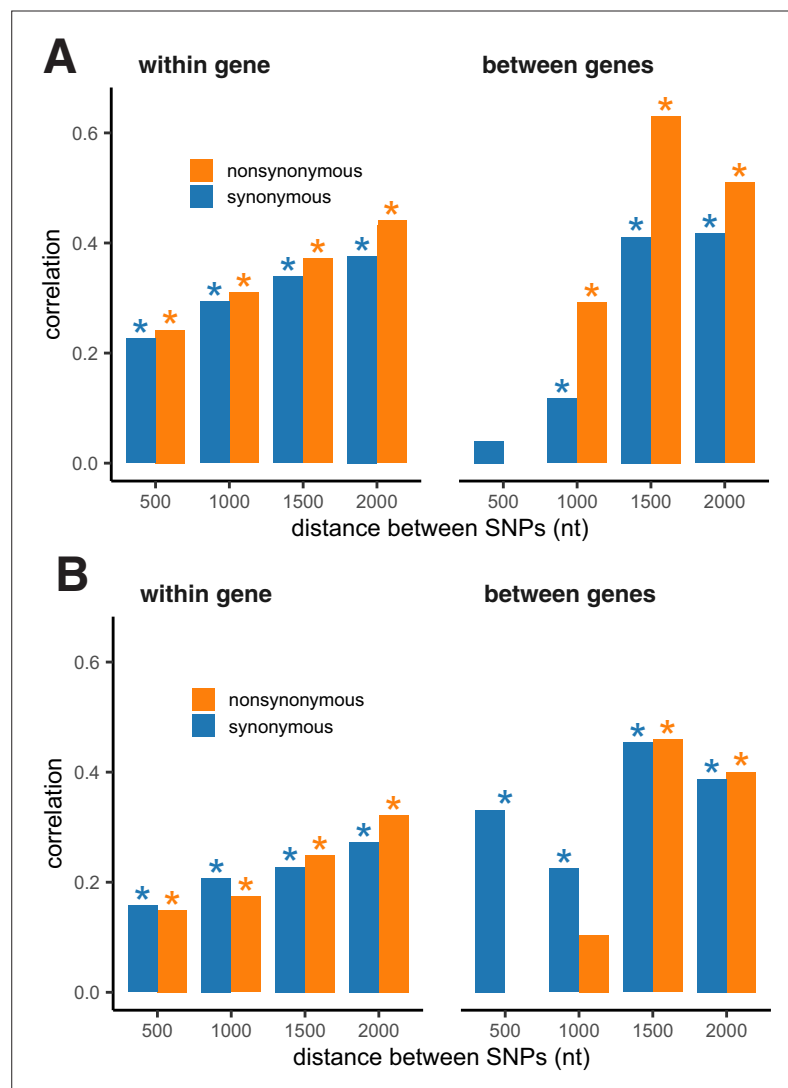 A
within gene
between genes
0.6
0.4
0.2
0.0
correlation
nonsynonymous
synonymous
* * * * * * * *
* * * * * *
500 1000 1500 2000
500 1000 1500 2000
distance between SNPs (nt)
B
within gene
between genes
0.6
0.4
0.2
0.0
correlation
nonsynonymous
synonymous
* * * * * * * *
* * * * * *
500 1000 1500 2000
500 1000 1500 2000
distance between SNPs (nt)